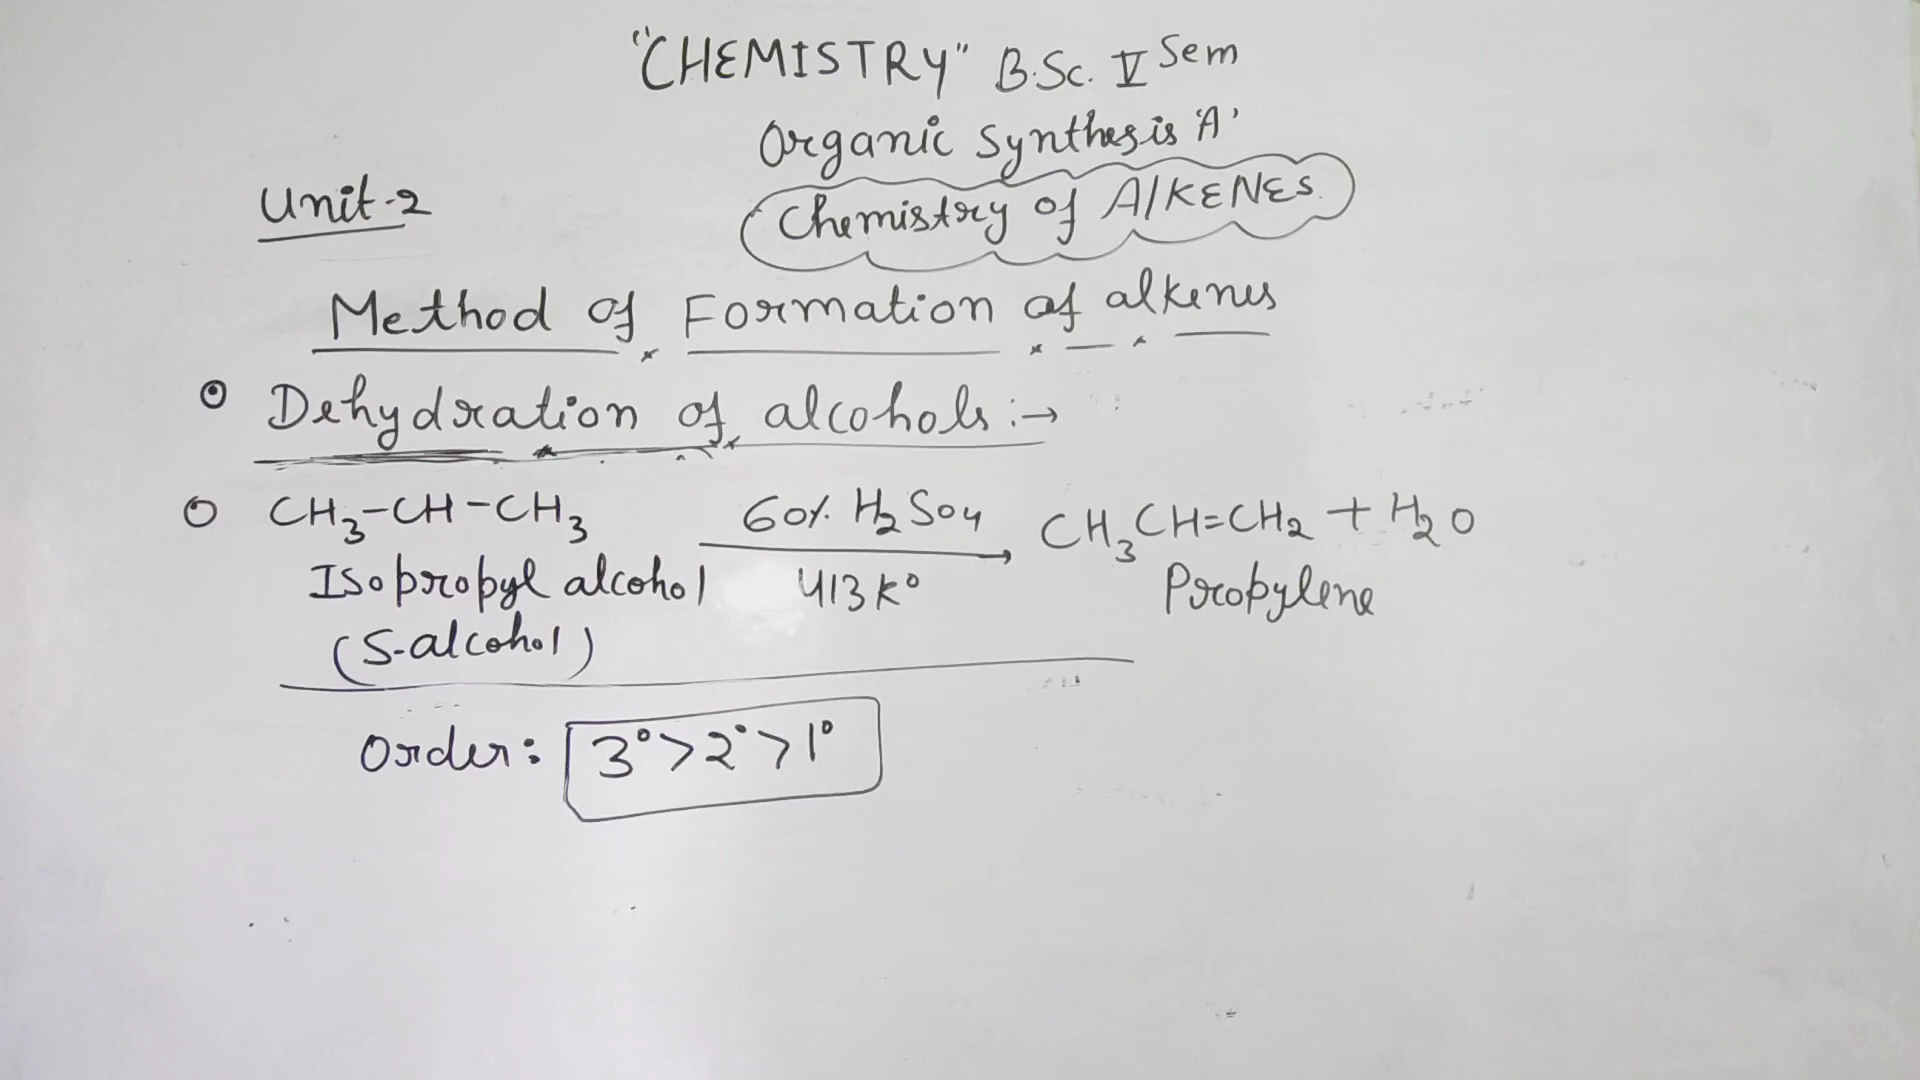 "CHEMISTRY" B.Sc. V Sem
Organic Synthesis 'A'
Unit-2
Chemistry of AlKENES.
Method of Formation of alkenes
Dehydration of alcohols :→
CH₃-CH-CH₃ 60% H₂So₄ CH₃CH=CH₂ + H₂O
Isopropyl alcohol 413 K° Propylene
(S-alcohol)
Order: 3°>2°>1°